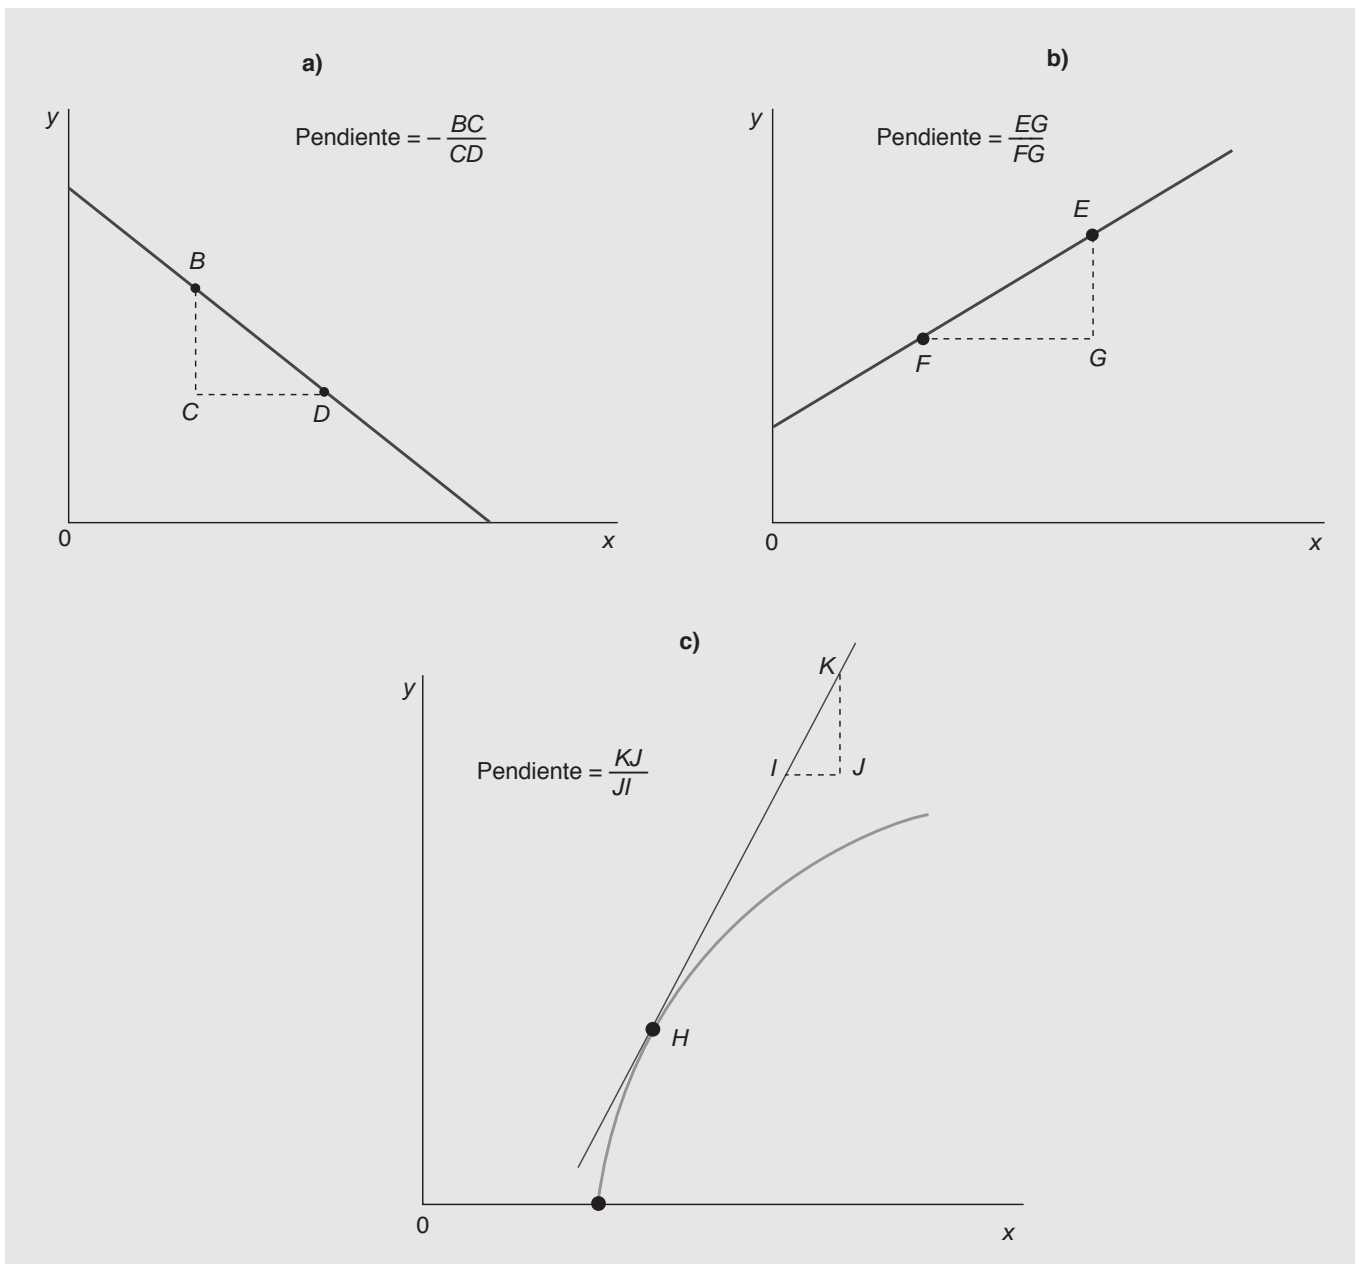 a)
y
Pendiente = – BC
CD
B
C
D
0
x
b)
y
Pendiente = EG
FG
E
F
G
0
x
c)
y
Pendiente = KJ
JI
K
I
J
H
0
x